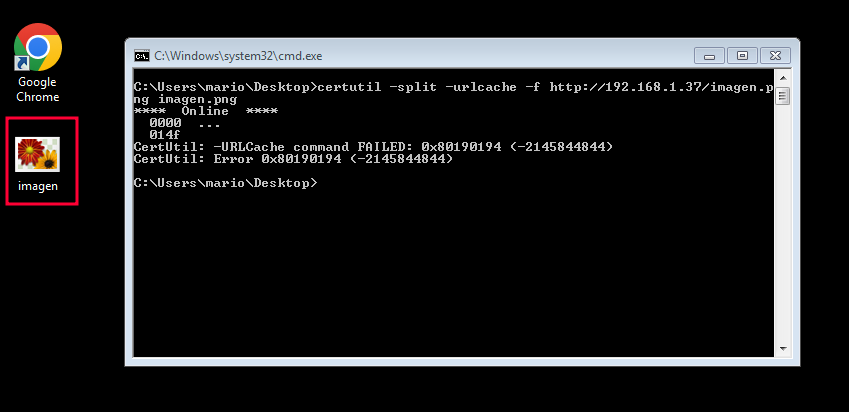 Google
Chrome
imagen
C:\Windows\system32\cmd.exe
C:\Users\mario\Desktop>certutil -split -urlcache -f http://192.168.1.37/imagen.p
ng imagen.png
**** Online ****
0000 ...
014f
CertUtil: -URLCache command FAILED: 0x80190194 (-2145844844)
CertUtil: Error 0x80190194 (-2145844844)
C:\Users\mario\Desktop>